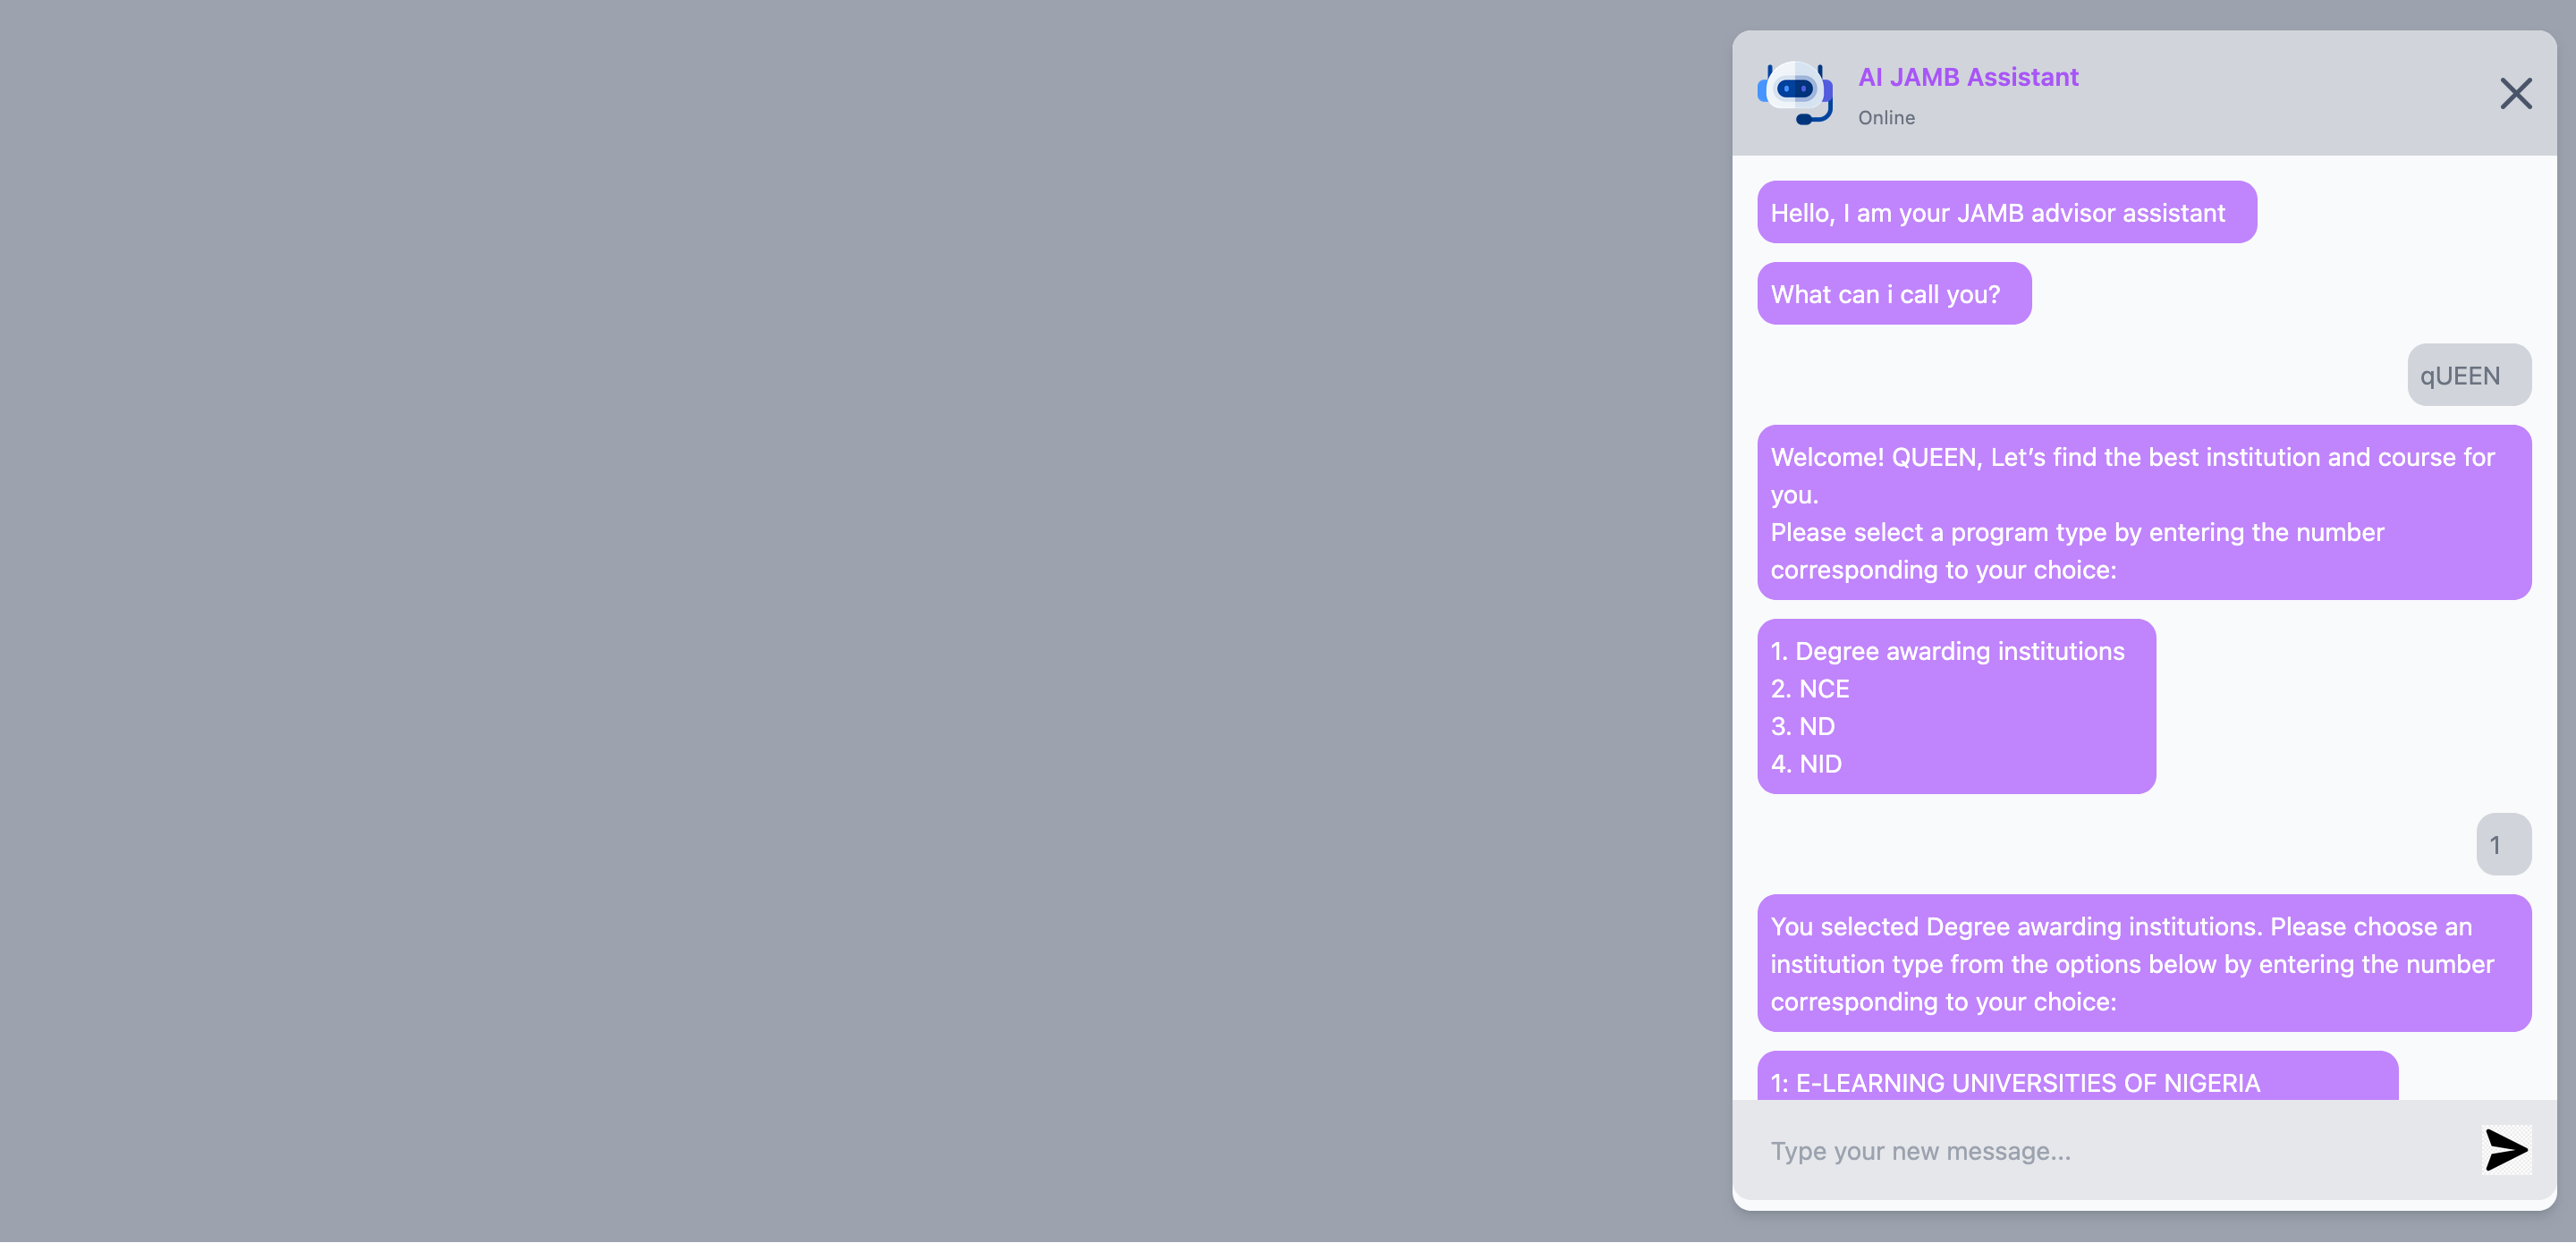 AI JAMB Assistant
Online
Hello, I am your JAMB advisor assistant
What can i call you?
qUEEN
Welcome! QUEEN, Let’s find the best institution and course for
you.
Please select a program type by entering the number
corresponding to your choice:
1. Degree awarding institutions
2. NCE
3. ND
4. NID
1
You selected Degree awarding institutions. Please choose an
institution type from the options below by entering the number
corresponding to your choice:
1: E-LEARNING UNIVERSITIES OF NIGERIA
Type your new message...